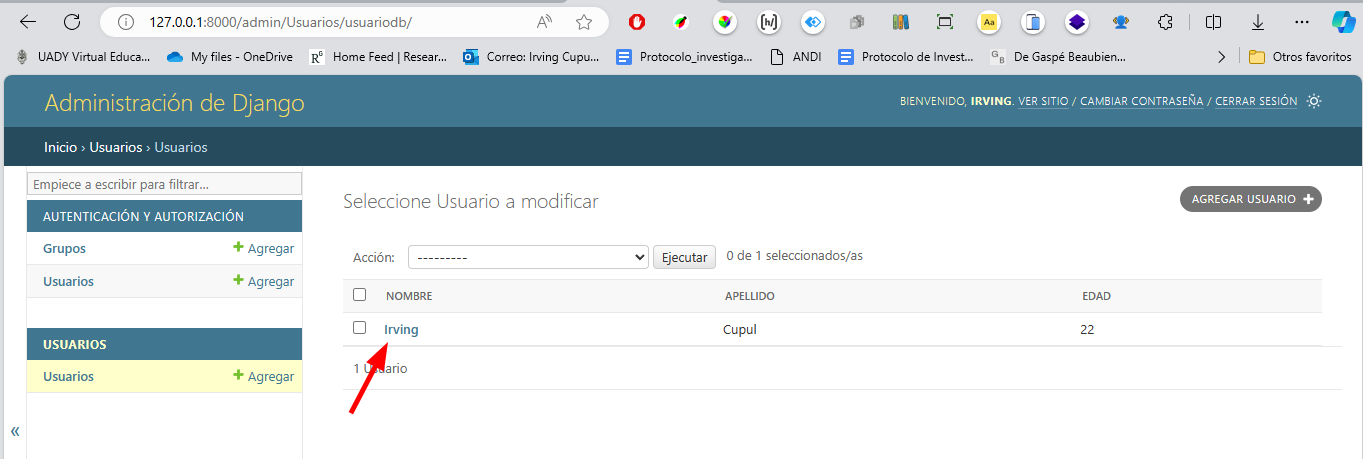 127.0.0.1:8000/admin/Usuarios/usuariodb/
UADY Virtual Educa... My files - OneDrive Home Feed | Resear... Correo: Irving Cupu... Protocolo_investiga... ANDI Protocolo de Invest... De Gaspé Beaubien... Otros favoritos
Administración de Django
BIENVENIDO, IRVING. VER SITIO / CAMBIAR CONTRASEÑA / CERRAR SESIÓN
Inicio › Usuarios › Usuarios
Empiece a escribir para filtrar...
AUTENTICACIÓN Y AUTORIZACIÓN
Grupos + Agregar
Usuarios + Agregar
USUARIOS
Usuarios + Agregar
«
Seleccione Usuario a modificar
AGREGAR USUARIO +
Acción: --------- Ejecutar 0 de 1 seleccionados/as
NOMBRE APELLIDO EDAD
Irving Cupul 22
1 Usuario